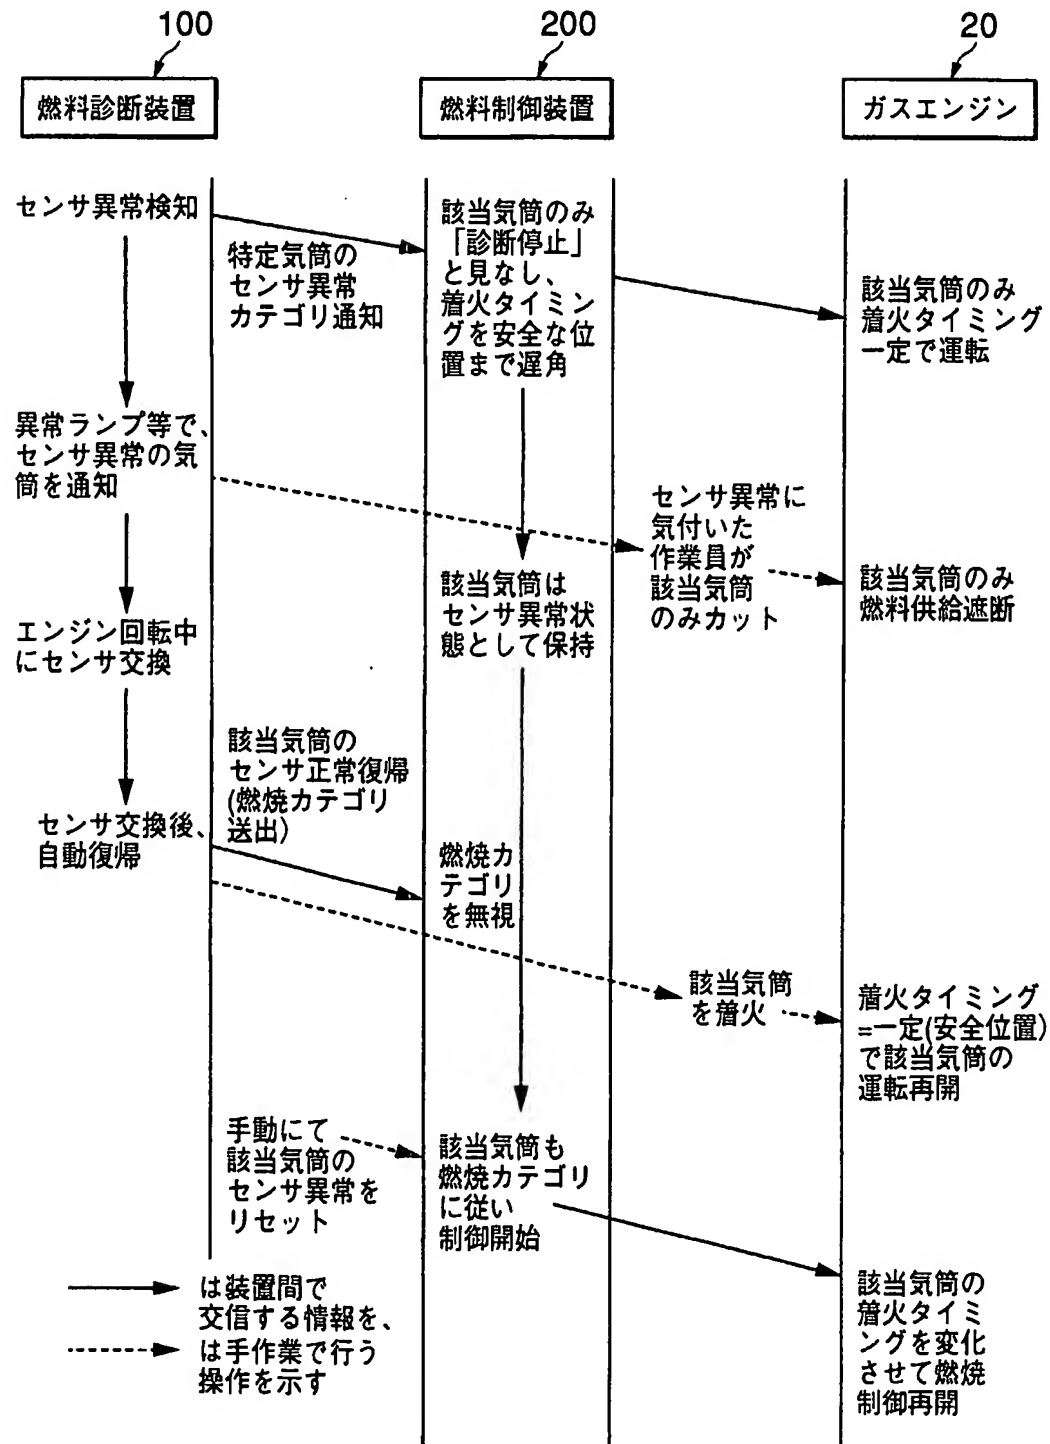 100
200
20
燃料診断装置
燃料制御装置
ガスエンジン
センサ異常検知
特定気筒の
センサ異常
カテゴリ通知
該当気筒のみ
「診断停止」
と見なし、
着火タイミン
グを安全な位
置まで遅角
該当気筒のみ
着火タイミング
一定で運転
異常ランプ等で、
センサ異常の気
筒を通知
センサ異常に
気付いた
作業員が
該当気筒
のみカット
該当気筒のみ
燃料供給遮断
該当気筒は
センサ異常状
態として保持
エンジン回転中
にセンサ交換
該当気筒の
センサ正常復帰
(燃焼カテゴリ
送出)
センサ交換後、
自動復帰
燃焼カ
テゴリ
を無視
該当気筒
を着火
着火タイミング
=一定(安全位置)
で該当気筒の
運転再開
手動にて
該当気筒の
センサ異常を
リセット
該当気筒も
燃焼カテゴリ
に従い
制御開始
該当気筒の
着火タイミ
ングを変化
させて燃焼
制御再開
は装置間で
交信する情報を、
は手作業で行う
操作を示す